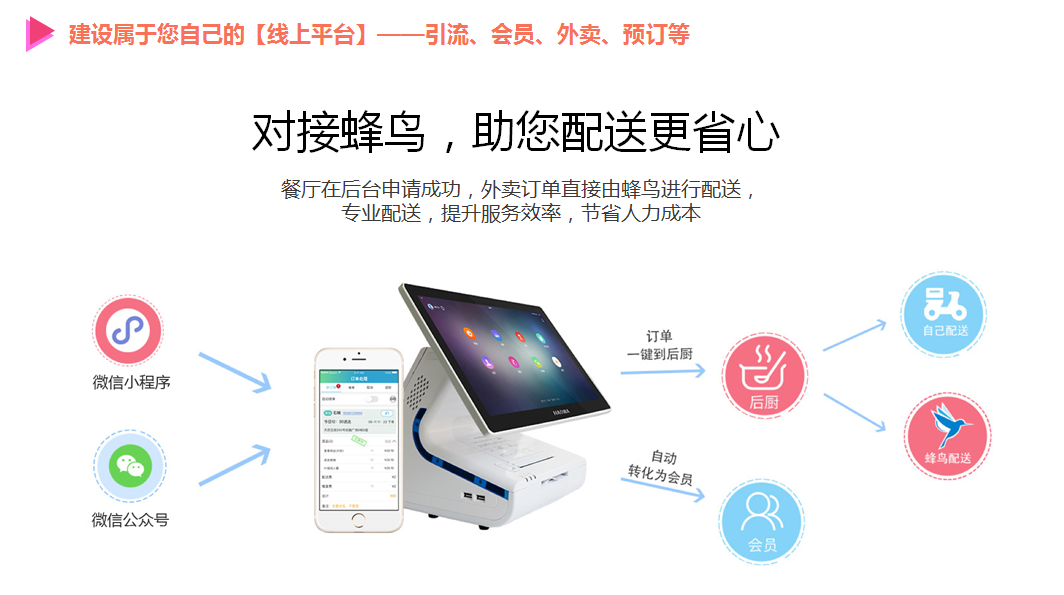 建设属于您自己的【线上平台】——引流、会员、外卖、预订等
对接蜂鸟，助您配送更省心
餐厅在后台申请成功，外卖订单直接由蜂鸟进行配送，
专业配送，提升服务效率，节省人力成本
微信小程序
微信公众号
订单
一键到后厨
自动
转化为会员
后厨
会员
自己配送
蜂鸟配送